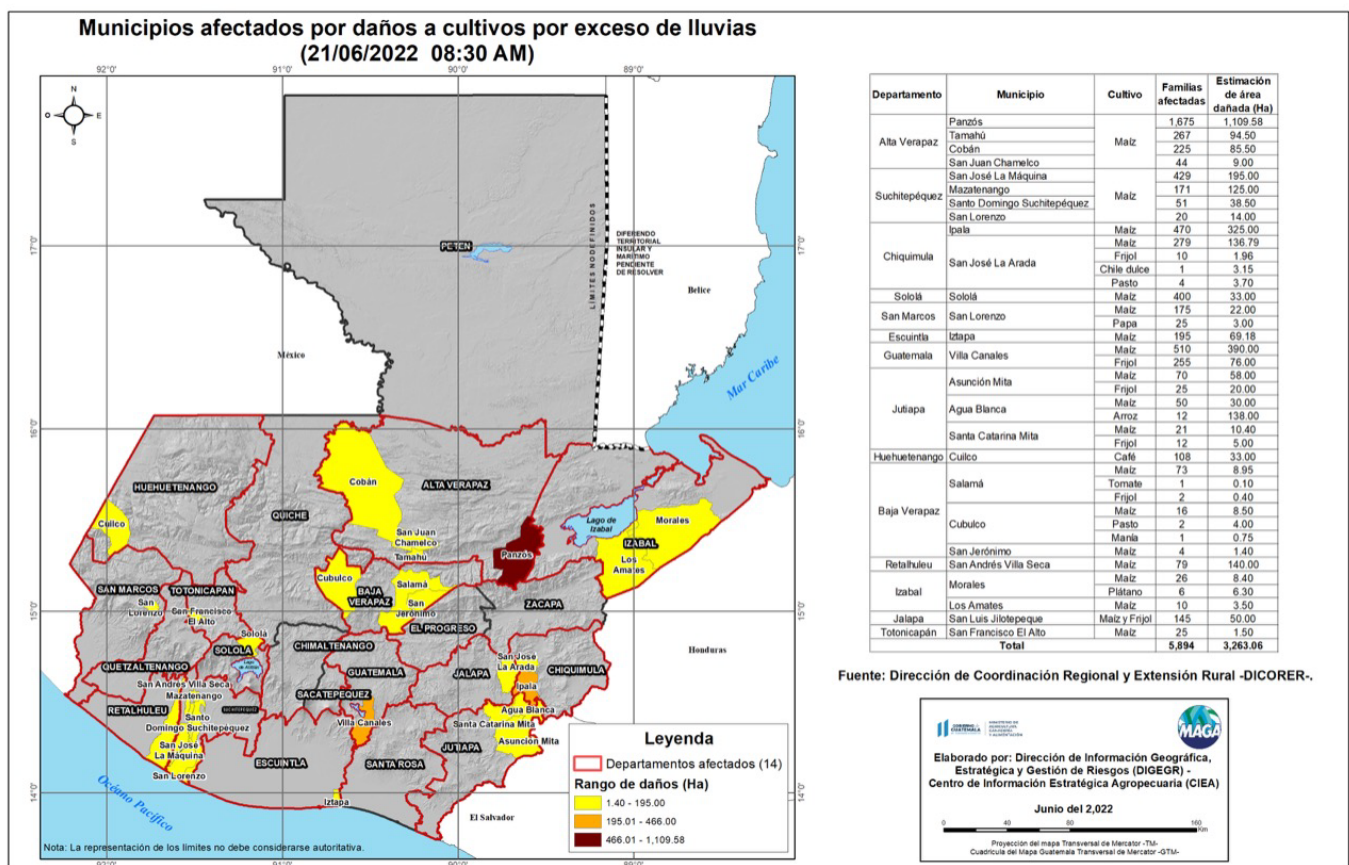 Municipios afectados por daños a cultivos por exceso de lluvias
(21/06/2022 08:30 AM)
92°0' 91°0' 90°0' 89°0'
N
O E
S
17°0' 17°0'
PETEN
LÍMITES NO DEFINIDOS
DIFERENDO
TERRITORIAL
INSULAR Y
MARÍTIMO
PENDIENTE
DE RESOLVER
Belice
México
Mar Caribe
16°0' 16°0'
HUEHUETENANGO
QUICHE
Cobán
ALTA VERAPAZ
Cuilco
San Juan
Chamelco
Tamahú
Panzós
Lago de
Izabal
Morales
IZABAL
Los
Amates
Cubulco
BAJA
VERAPAZ
Salamá
San
Jerónimo
SAN MARCOS
TOTONICAPAN
San
Lorenzo
San Francisco
El Alto
15°0' 15°0'
ZACAPA
EL PROGRESO
Sololá
SOLOLA
CHIMALTENANGO
Honduras
QUETZALTENANGO
GUATEMALA
JALAPA
San Jose
La Arada
CHIQUIMULA
Ipala
San Andrés Villa Seca
Mazatenango
SACATEPEQUEZ
RETALHULEU
Santo
Domingo Suchitepéquez
Villa Canales
Agua Blanca
Santa Catarina Mita
Asunción Mita
JUTIAPA
San José
La Máquina
San Lorenzo
ESCUINTLA
SANTA ROSA
Iztapa
14°0' 14°0'
Océano Pacífico
El Salvador
Leyenda
Departamentos afectados (14)
Rango de daños (Ha)
1.40 - 195.00
195.01 - 466.00
466.01 - 1,109.58
Nota: La representación de los límites no debe considerarse autoritativa.
92°0' 91°0' 90°0' 89°0'
Departamento Municipio Cultivo Familias afectadas Estimación de área dañada (Ha)
Alta Verapaz Panzós Maíz 1,675 1,109.58
Tamahú 267 94.50
Cobán 225 85.50
San Juan Chamelco 44 9.00
Suchitepéquez San José La Máquina Maíz 429 195.00
Mazatenango 171 125.00
Santo Domingo Suchitepéquez 51 38.50
San Lorenzo 20 14.00
Chiquimula Ipala Maíz 470 325.00
San José La Arada Maíz 279 136.79
Frijol 10 1.96
Chile dulce 1 3.15
Pasto 4 3.70
Sololá Sololá Maíz 400 33.00
San Marcos San Lorenzo Maíz 175 22.00
Papa 25 3.00
Escuintla Iztapa Maíz 195 69.18
Guatemala Villa Canales Maíz 510 390.00
Frijol 255 76.00
Jutiapa Asunción Mita Maíz 70 58.00
Frijol 25 20.00
Agua Blanca Maíz 50 30.00
Arroz 12 138.00
Santa Catarina Mita Maíz 21 10.40
Frijol 12 5.00
Huehuetenango Cuilco Café 108 33.00
Baja Verapaz Salamá Maíz 73 8.95
Tomate 1 0.10
Frijol 2 0.40
Cubulco Maíz 16 8.50
Pasto 2 4.00
Manía 1 0.75
San Jerónimo Maíz 4 1.40
Retalhuleu San Andrés Villa Seca Maíz 79 140.00
Izabal Morales Maíz 26 8.40
Plátano 6 6.30
Los Amates Maíz 10 3.50
Jalapa San Luis Jilotepeque Maíz y Frijol 145 50.00
Totonicapán San Francisco El Alto Maíz 25 1.50
Total 5,894 3,263.06
Fuente: Dirección de Coordinación Regional y Extensión Rural -DICORER-.
GUATEMALA
MAGA
Elaborado por: Dirección de Información Geográfica,
Estratégica y Gestión de Riesgos (DIGEGR) -
Centro de Información Estratégica Agropecuaria (CIEA)
Junio del 2,022
0 40 80 160
Km
Proyección del mapa Transversal de Mercator -TM-
Cuadrícula del Mapa Guatemala Transversal de Mercator -GTM-